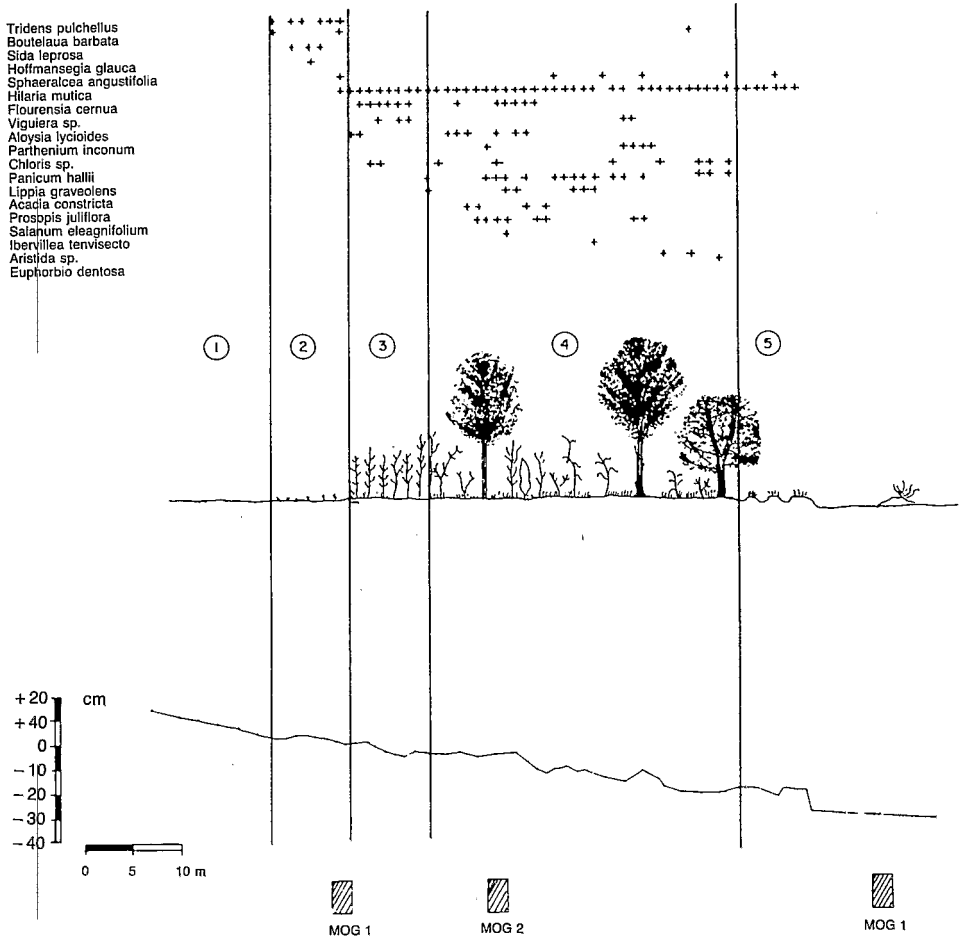 Tridens pulchellus
Boutelaua barbata
Sida leprosa
Hoffmansegia glauca
Sphaeralcea angustifolia
Hilaria mutica
Flourensia cernua
Viguiera sp.
Aloysia lycioides
Parthenium inconum
Chloris sp.
Panicum hallii
Lippia graveolens
Acadia constricta
Prosopis juliflora
Salanum eleagnifolium
Ibervillea tenvisecto
Aristida sp.
Euphorbio dentosa
1 2 3 4 5
+20 cm
+40
0
-10
-20
-30
-40
0 5 10 m
MOG 1 MOG 2 MOG 1